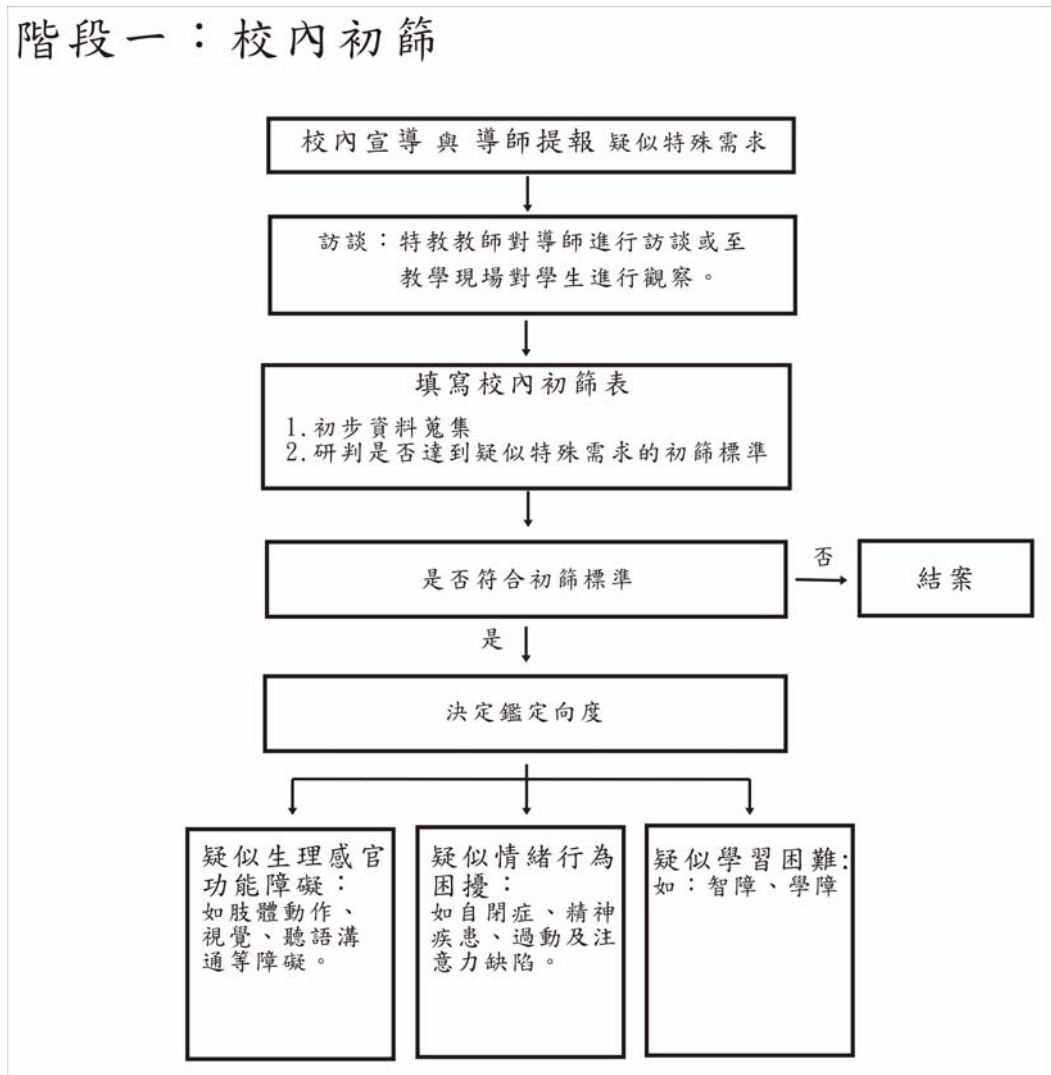 階段一：校內初篩
校內宣導 與 導師提報 疑似特殊需求
訪談：特教教師對導師進行訪談或至
教學現場對學生進行觀察。
填寫校內初篩表
1.初步資料蒐集
2.研判是否達到疑似特殊需求的初篩標準
是否符合初篩標準
否
結案
是
決定鑑定向度
疑似生理感官
功能障礙：
如肢體動作、
視覺、聽語溝
通等障礙。
疑似情緒行為
困擾：
如自閉症、精神
疾患、過動及注
意力缺陷。
疑似學習困難:
如：智障、學障